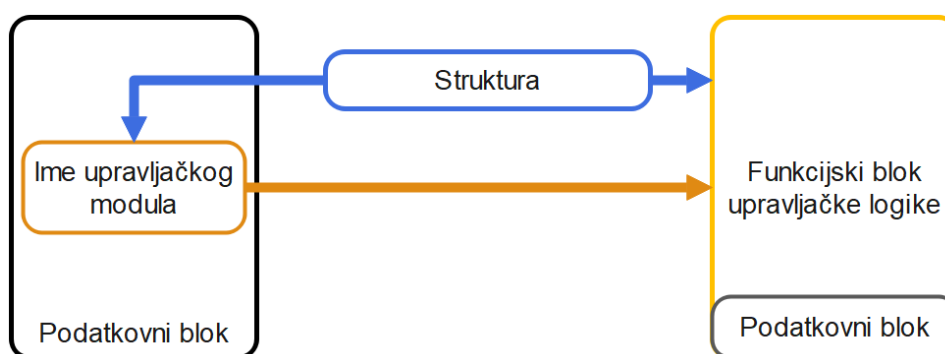 Struktura
Ime upravljačkog
modula
Podatkovni blok
Funkcijski blok
upravljačke logike
Podatkovni blok